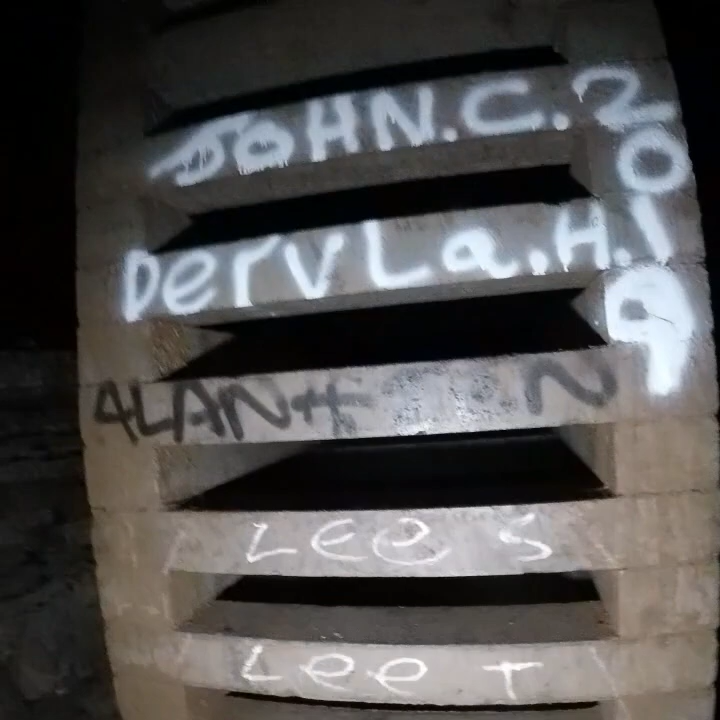 JOHN.C.
DerVLa.H.
2019
ALAN +
Lee S
Lee T